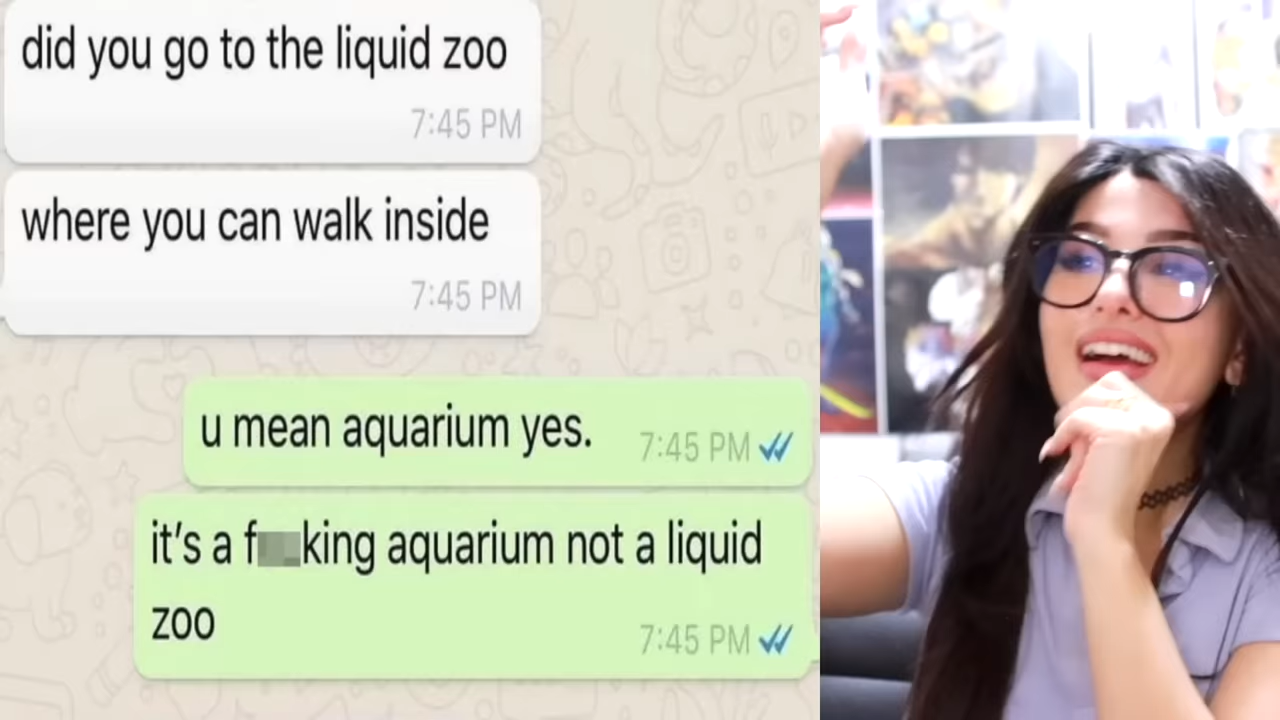 did you go to the liquid zoo
7:45 PM
where you can walk inside
7:45 PM
u mean aquarium yes.
7:45 PM
it's a f king aquarium not a liquid
zoo
7:45 PM